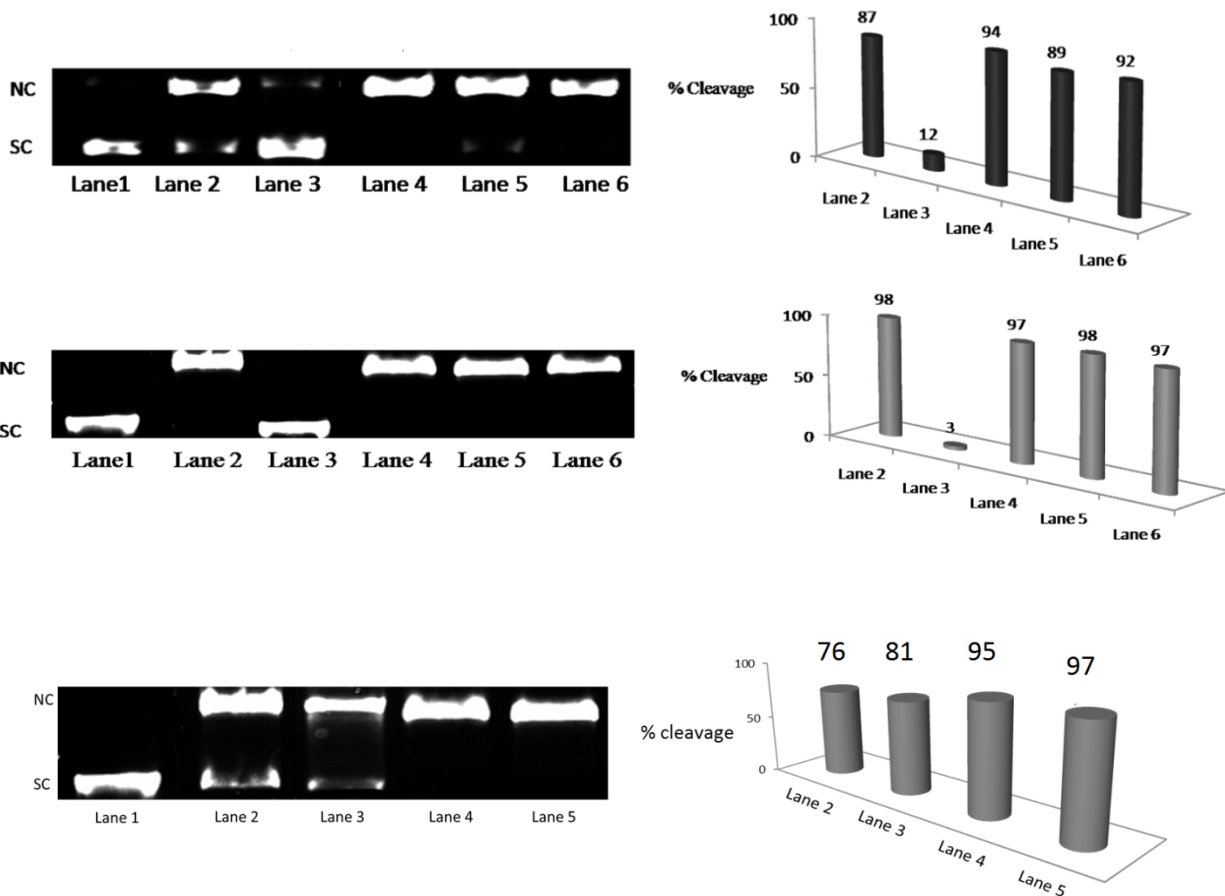 NC
SC
Lane1 Lane 2 Lane 3 Lane 4 Lane 5 Lane 6
100
50
0
% Cleavage
87
12
94
89
92
Lane 2
Lane 3
Lane 4
Lane 5
Lane 6
NC
SC
Lane1 Lane 2 Lane 3 Lane 4 Lane 5 Lane 6
100
50
0
% Cleavage
98
3
97
98
97
Lane 2
Lane 3
Lane 4
Lane 5
Lane 6
NC
SC
Lane 1 Lane 2 Lane 3 Lane 4 Lane 5
100
50
0
% cleavage
76 81 95 97
Lane 2
Lane 3
Lane 4
Lane 5